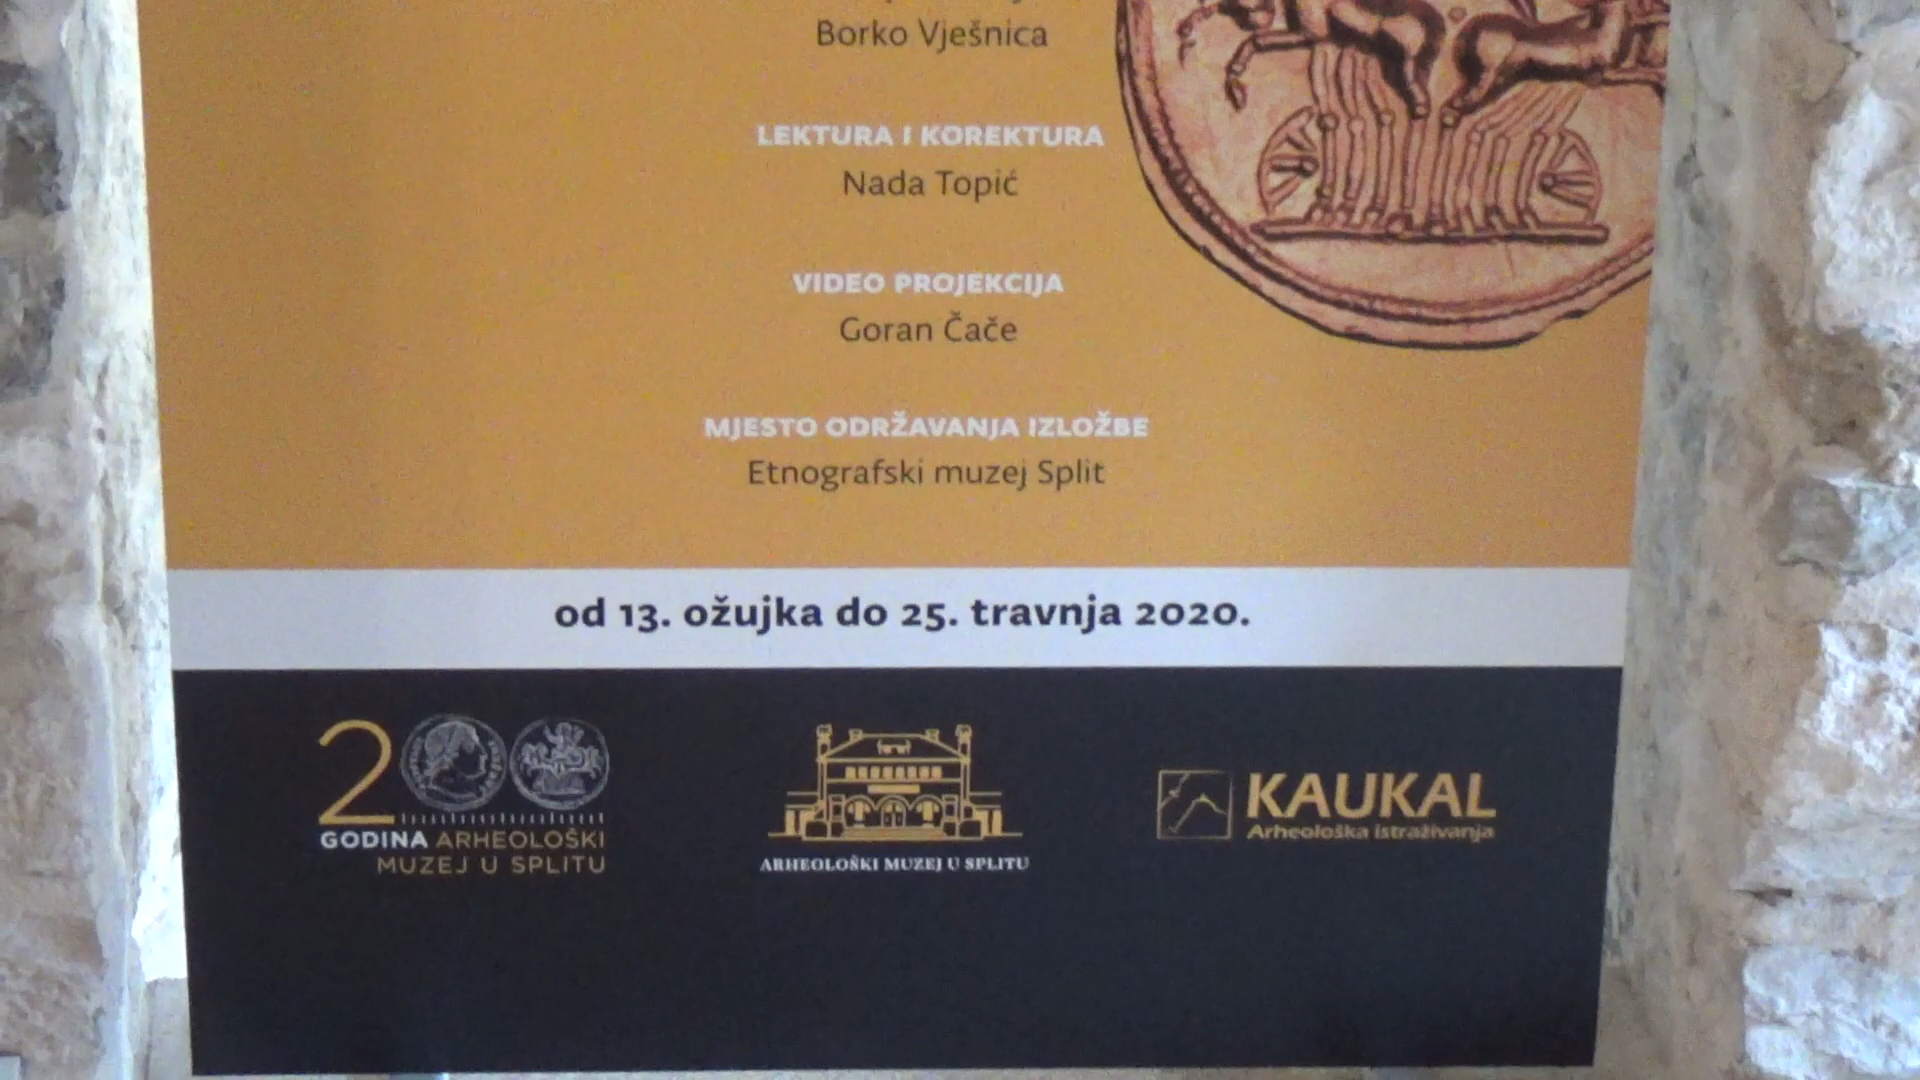 Borko Vješnica
LEKTURA I KOREKTURA
Nada Topić
VIDEO PROJEKCIJA
Goran Čače
MJESTO ODRŽAVANJA IZLOŽBE
Etnografski muzej Split
od 13. ožujka do 25. travnja 2020.
2
GODINA ARHEOLOŠKI
MUZEJ U SPLITU
ARHEOLOŠKI MUZEJ U SPLITU
KAUKAL
Arheološka istraživanja